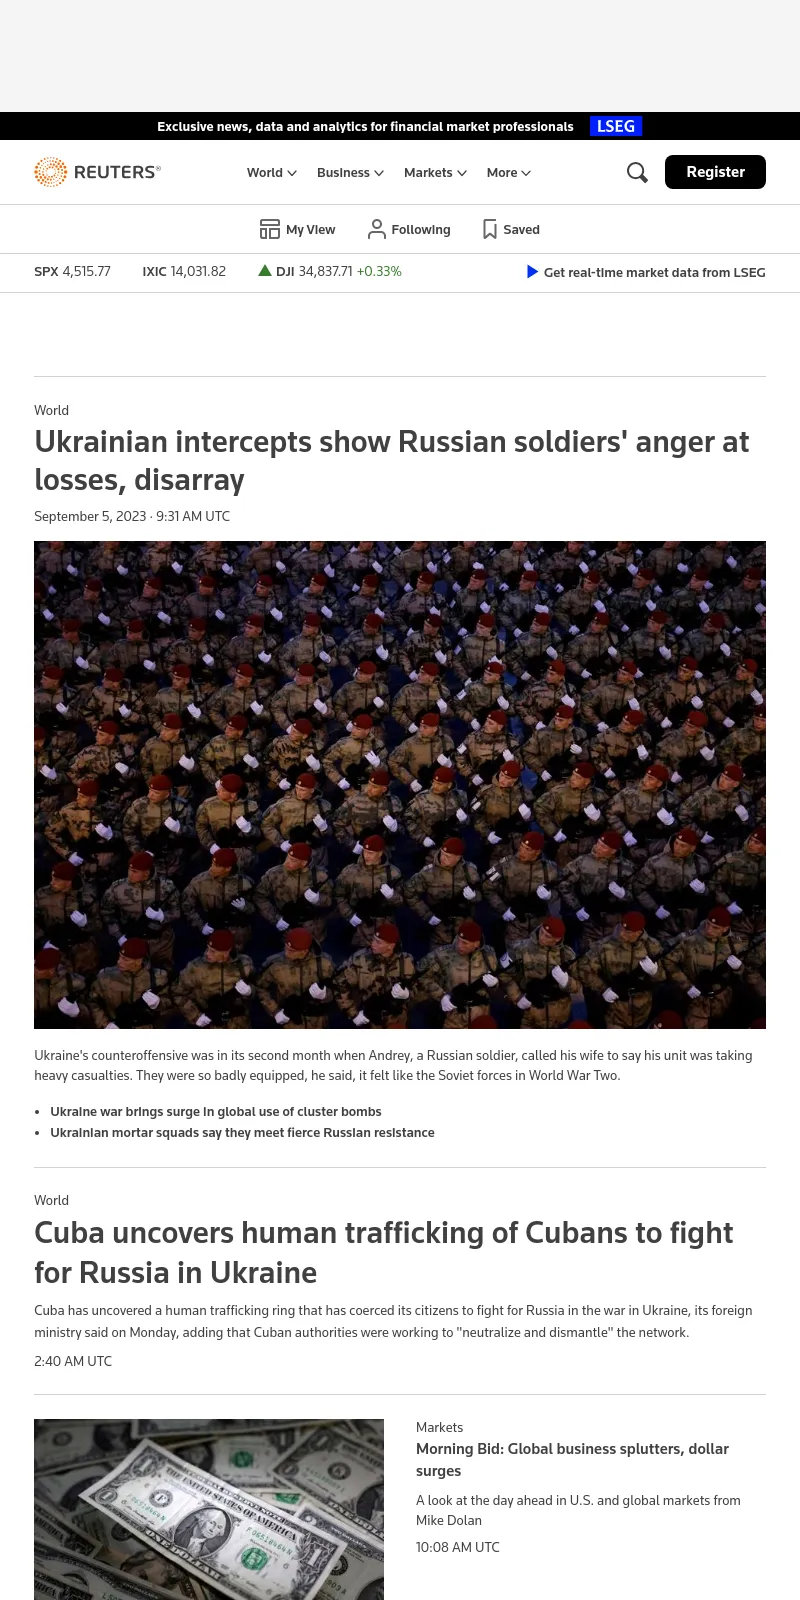 Exclusive news, data and analytics for financial market professionals LSEG
REUTERS®
World Business Markets More
Register
My View Following Saved
SPX 4,515.77 IXIC 14,031.82 DJI 34,837.71 +0.33% Get real-time market data from LSEG
World
Ukrainian intercepts show Russian soldiers' anger at
losses, disarray
September 5, 2023 · 9:31 AM UTC
Ukraine's counteroffensive was in its second month when Andrey, a Russian soldier, called his wife to say his unit was taking
heavy casualties. They were so badly equipped, he said, it felt like the Soviet forces in World War Two.
• Ukraine war brings surge in global use of cluster bombs
• Ukrainian mortar squads say they meet fierce Russian resistance
World
Cuba uncovers human trafficking of Cubans to fight
for Russia in Ukraine
Cuba has uncovered a human trafficking ring that has coerced its citizens to fight for Russia in the war in Ukraine, its foreign
ministry said on Monday, adding that Cuban authorities were working to "neutralize and dismantle" the network.
2:40 AM UTC
THE UNITED STATES OF AMERICA
Markets
Morning Bid: Global business splutters, dollar
surges
A look at the day ahead in U.S. and global markets from
Mike Dolan
10:08 AM UTC